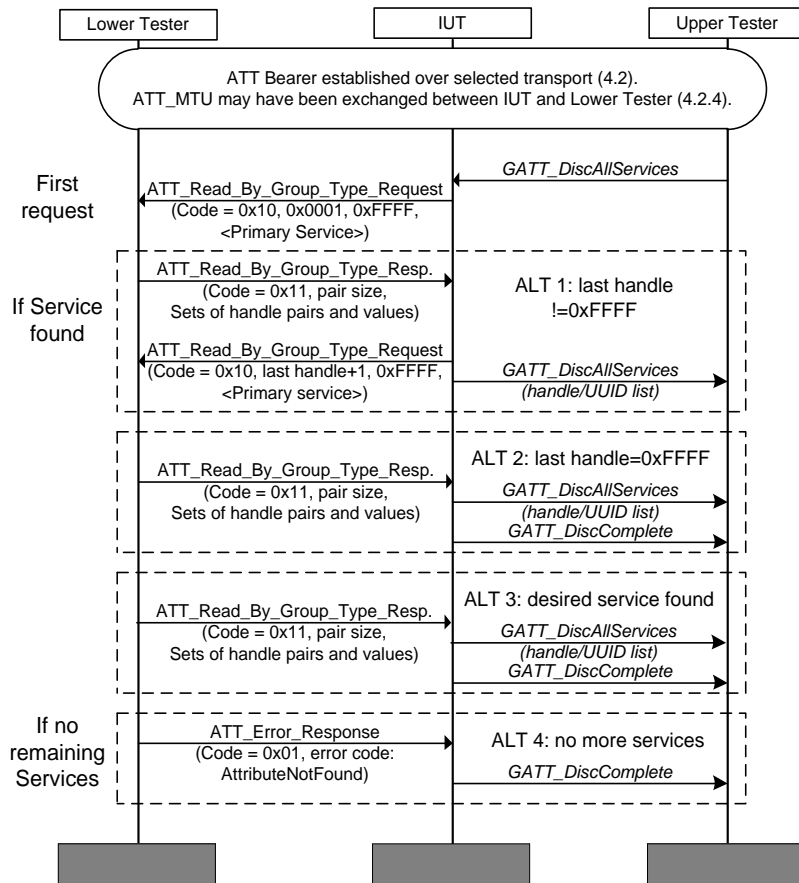 Lower Tester
IUT
Upper Tester
ATT Bearer established over selected transport (4.2).
ATT_MTU may have been exchanged between IUT and Lower Tester (4.2.4).
First
request
GATT_DiscAllServices
ATT_Read_By_Group_Type_Request
(Code = 0x10, 0x0001, 0xFFFF,
<Primary Service>)
If Service
found
ATT_Read_By_Group_Type_Resp.
(Code = 0x11, pair size,
Sets of handle pairs and values)
ALT 1: last handle
!=0xFFFF
ATT_Read_By_Group_Type_Request
(Code = 0x10, last handle+1, 0xFFFF,
<Primary service>)
GATT_DiscAllServices
(handle/UUID list)
ALT 2: last handle=0xFFFF
ATT_Read_By_Group_Type_Resp.
(Code = 0x11, pair size,
Sets of handle pairs and values)
GATT_DiscAllServices
(handle/UUID list)
GATT_DiscComplete
ALT 3: desired service found
ATT_Read_By_Group_Type_Resp.
(Code = 0x11, pair size,
Sets of handle pairs and values)
GATT_DiscAllServices
(handle/UUID list)
GATT_DiscComplete
If no
remaining
Services
ATT_Error_Response
(Code = 0x01, error code:
AttributeNotFound)
ALT 4: no more services
GATT_DiscComplete